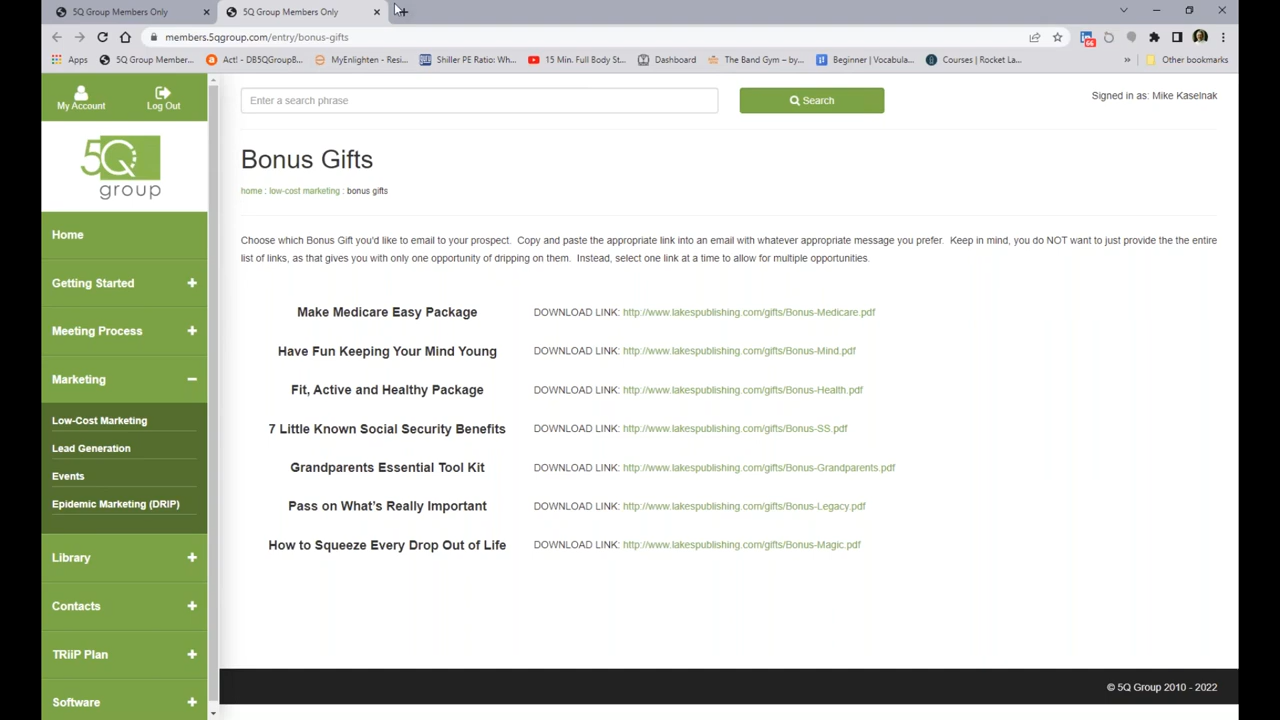 5Q Group Members Only
5Q Group Members Only
members.5qgroup.com/entry/bonus-gifts
66
Apps
5Q Group Member...
Act! - DB5QGroupB...
MyEnlighten - Resi...
Shiller PE Ratio: Wh...
15 Min. Full Body St...
Dashboard
The Band Gym – by...
Beginner | Vocabula...
Courses | Rocket La...
»
Other bookmarks
My Account
Log Out
Enter a search phrase
Search
Signed in as: Mike Kaselnak
5Q
group
Bonus Gifts
home : low-cost marketing : bonus gifts
Home
Getting Started
Meeting Process
Marketing
Low-Cost Marketing
Lead Generation
Events
Epidemic Marketing (DRIP)
Library
Contacts
TRiiP Plan
Software
Choose which Bonus Gift you'd like to email to your prospect. Copy and paste the appropriate link into an email with whatever appropriate message you prefer. Keep in mind, you do NOT want to just provide the the entire
list of links, as that gives you with only one opportunity of dripping on them. Instead, select one link at a time to allow for multiple opportunities.
Make Medicare Easy Package DOWNLOAD LINK: http://www.lakespublishing.com/gifts/Bonus-Medicare.pdf
Have Fun Keeping Your Mind Young DOWNLOAD LINK: http://www.lakespublishing.com/gifts/Bonus-Mind.pdf
Fit, Active and Healthy Package DOWNLOAD LINK: http://www.lakespublishing.com/gifts/Bonus-Health.pdf
7 Little Known Social Security Benefits DOWNLOAD LINK: http://www.lakespublishing.com/gifts/Bonus-SS.pdf
Grandparents Essential Tool Kit DOWNLOAD LINK: http://www.lakespublishing.com/gifts/Bonus-Grandparents.pdf
Pass on What's Really Important DOWNLOAD LINK: http://www.lakespublishing.com/gifts/Bonus-Legacy.pdf
How to Squeeze Every Drop Out of Life DOWNLOAD LINK: http://www.lakespublishing.com/gifts/Bonus-Magic.pdf
© 5Q Group 2010 - 2022